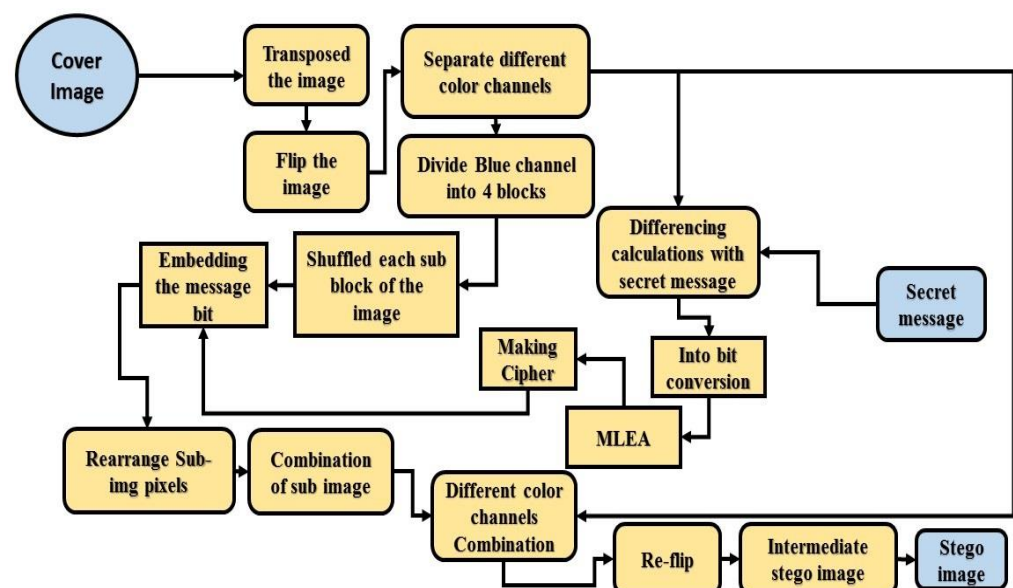 Cover
Image
Transposed
the image
Flip the
image
Separate different
color channels
Divide Blue channel
into 4 blocks
Shuffled each sub
block of the
image
Embedding
the message
bit
Differencing
calculations with
secret message
Secret
message
Into bit
conversion
MLEA
Making
Cipher
Rearrange Sub-
img pixels
Combination
of sub image
Different color
channels
Combination
Re-flip
Intermediate
stego image
Stego
image